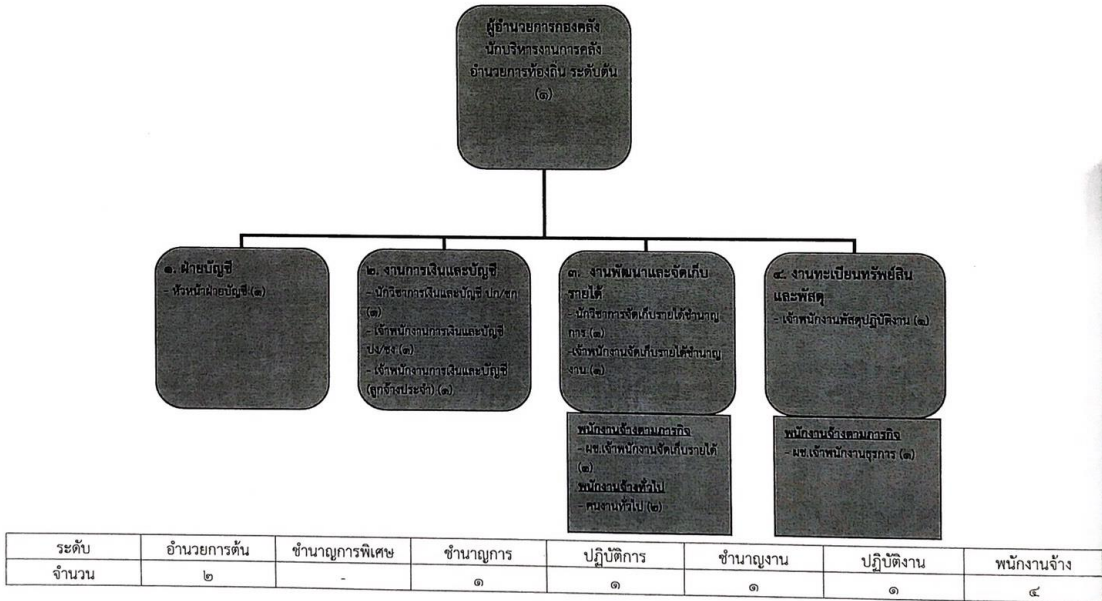 ผู้อำนวยการกองคลัง
นักบริหารงานการคลัง
อำนวยการท้องถิ่น ระดับต้น
(๑)
๑. ฝ่ายบัญชี
- หัวหน้าฝ่ายบัญชี (๑)
๒. งานการเงินและบัญชี
- นักวิชาการเงินและบัญชี ปก/ชก
(๑)
- เจ้าพนักงานการเงินและบัญชี
ปง/ชง (๑)
- เจ้าพนักงานการเงินและบัญชี
(ลูกจ้างประจำ) (๑)
๓. งานพัฒนาและจัดเก็บ
รายได้
- นักวิชาการจัดเก็บรายได้ชำนาญ
การ (๑)
-เจ้าพนักงานจัดเก็บรายได้ชำนาญ
งาน (๑)
พนักงานจ้างตามภารกิจ
- ผช.เจ้าพนักงานจัดเก็บรายได้
(๑)
พนักงานจ้างทั่วไป
- คนงานทั่วไป (๒)
๔. งานทะเบียนทรัพย์สิน
และพัสดุ
- เจ้าพนักงานพัสดุปฏิบัติงาน (๑)
พนักงานจ้างตามภารกิจ
- ผช.เจ้าพนักงานธุรการ (๑)
ระดับ อำนวยการต้น ชำนาญการพิเศษ ชำนาญการ ปฏิบัติการ ชำนาญงาน ปฏิบัติงาน พนักงานจ้าง
จำนวน ๒ - ๑ ๑ ๑ ๑ ๔